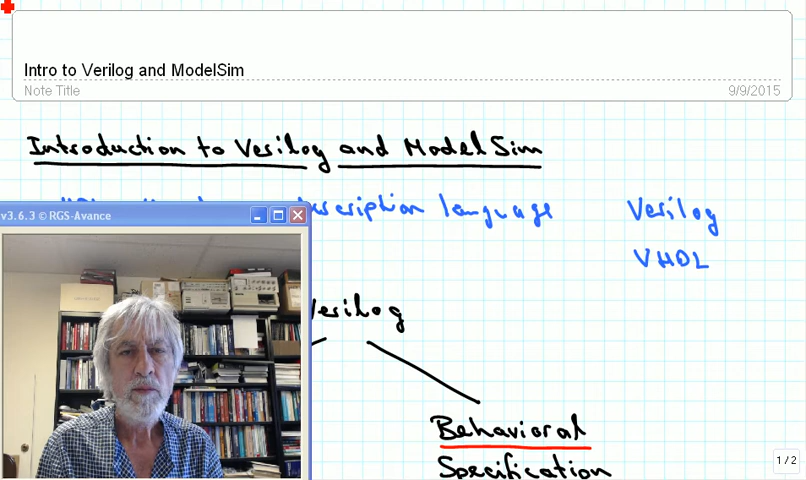 Intro to Verilog and ModelSim
Note Title
9/9/2015
Introduction to Verilog and ModelSim
description language
Verilog
VHDL
v3.6.3 © RGS-Avance
Verilog
Behavioral
Specification
1 / 2